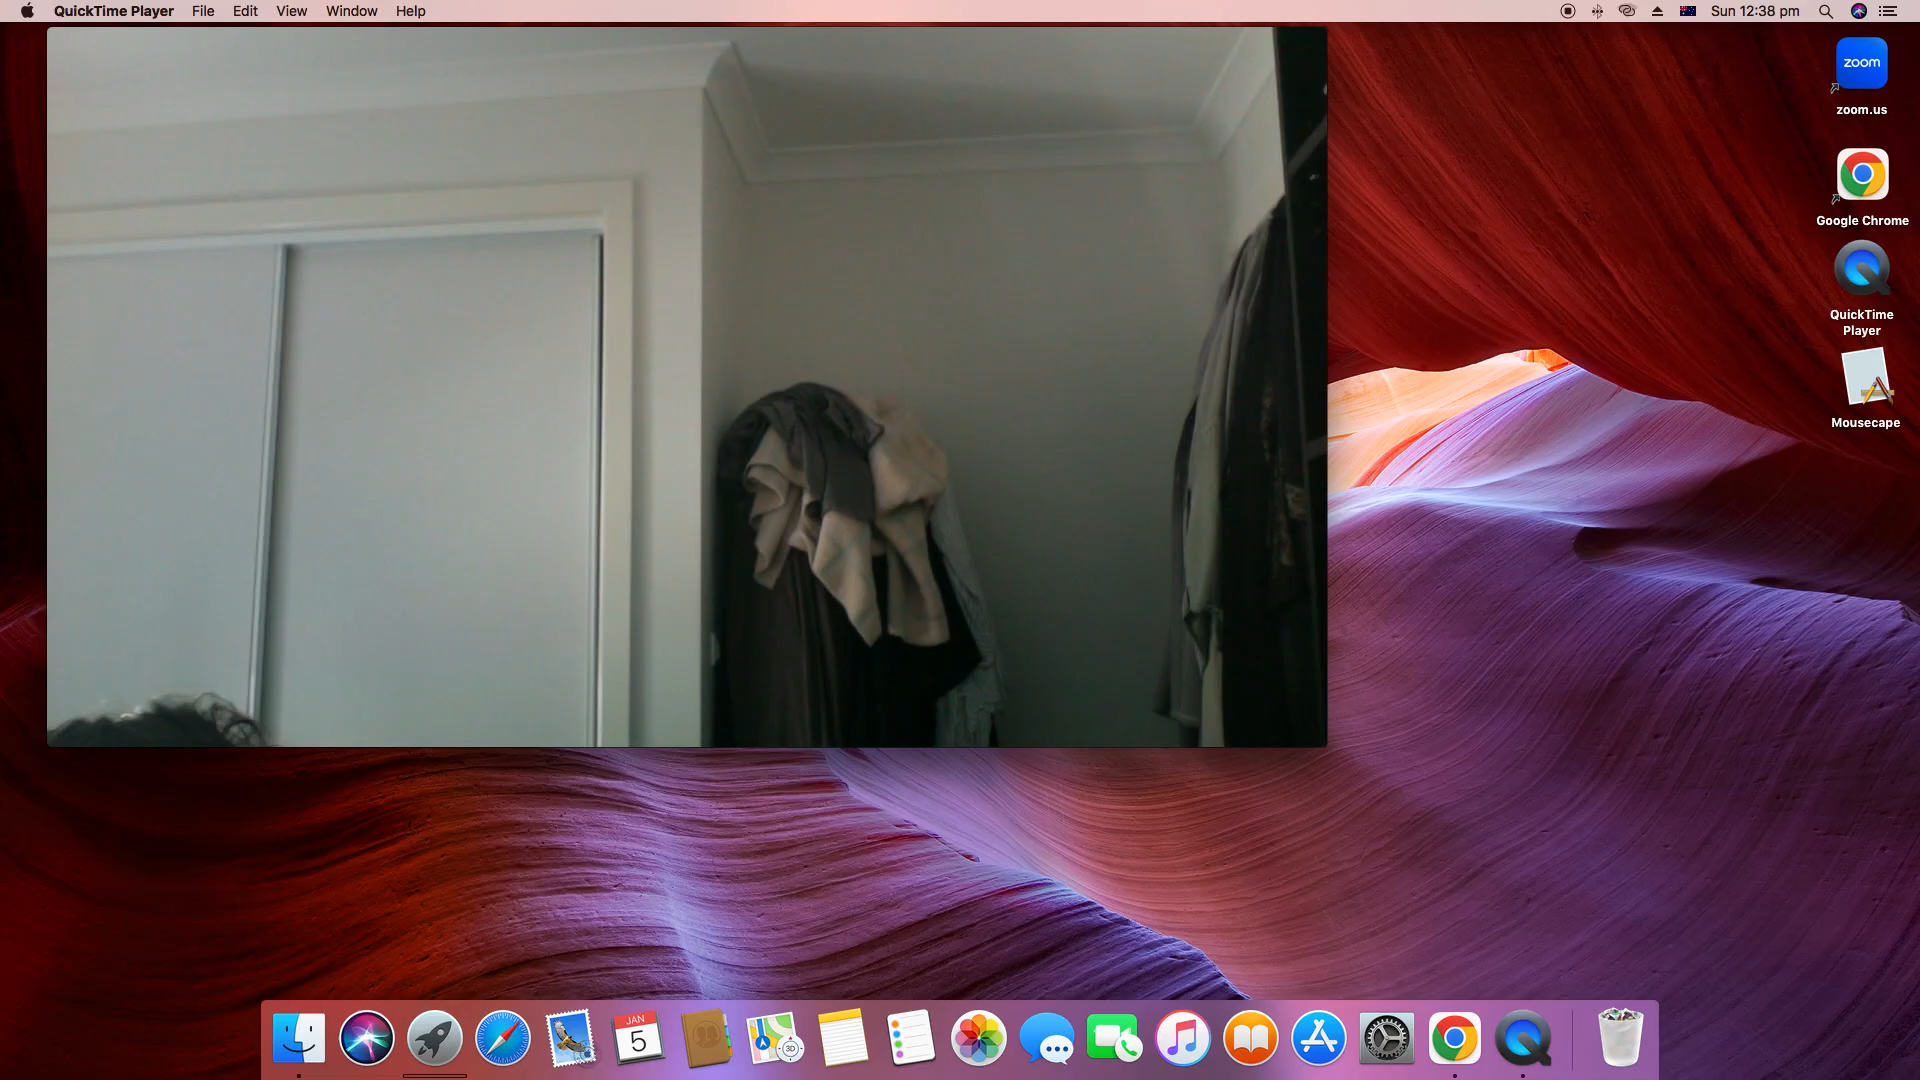 QuickTime Player File Edit View Window Help Sun 12:38 pm
zoom
zoom.us
Google Chrome
QuickTime
Player
Mousecape
JAN
5
3D